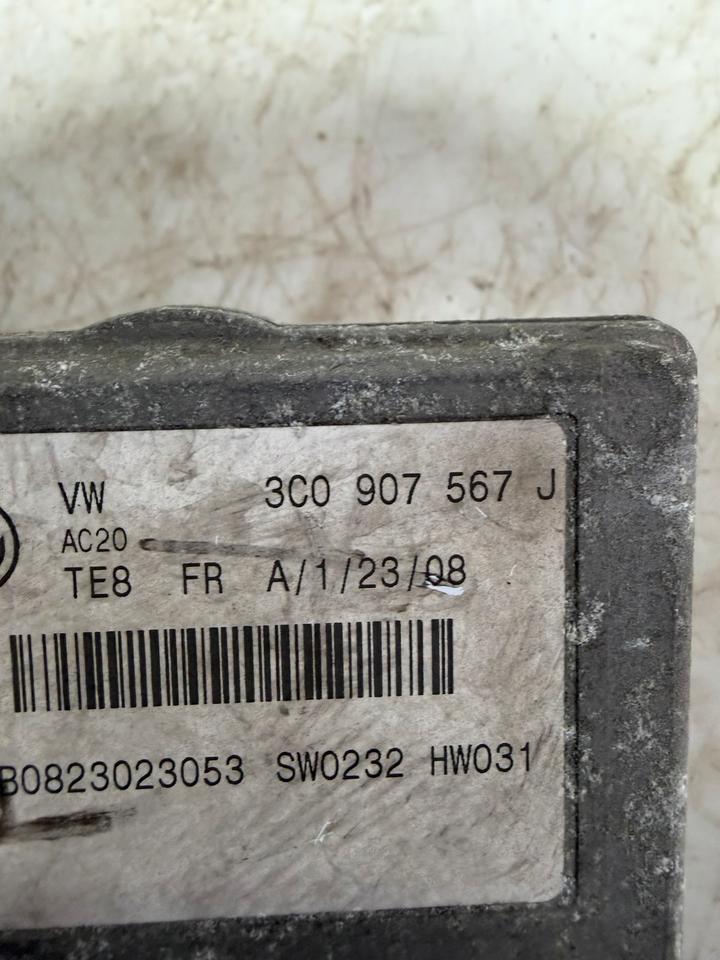 VW 3C0 907 567 J
AC20
TE8 FR A/1/23/08
B0823023053 SW0232 HW031